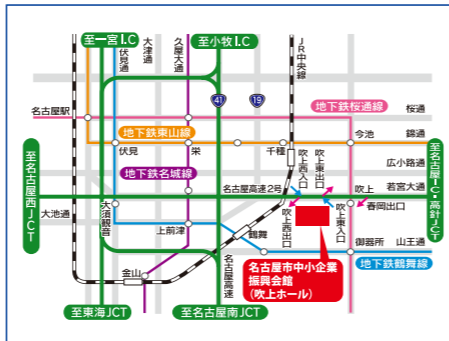 至一宮I.C
伏見通
大津通
久屋大通
至小牧I.C
JR中央線
41
19
名古屋駅
地下鉄桜通線
桜通
地下鉄東山線
今池
錦通
伏見
栄
千種
吹上西入口
吹上東出口
広小路通
地下鉄名城線
至名古屋西JCT
名古屋高速2号
吹上
若宮大通
至名古屋I.C・高針JCT
春岡出口
大池通
大須観音
上前津
鶴舞
吹上西出口
吹上東入口
御器所
山王通
地下鉄鶴舞線
金山
名古屋高速
名古屋市中小企業
振興会館
(吹上ホール)
至東海JCT
至名古屋南JCT